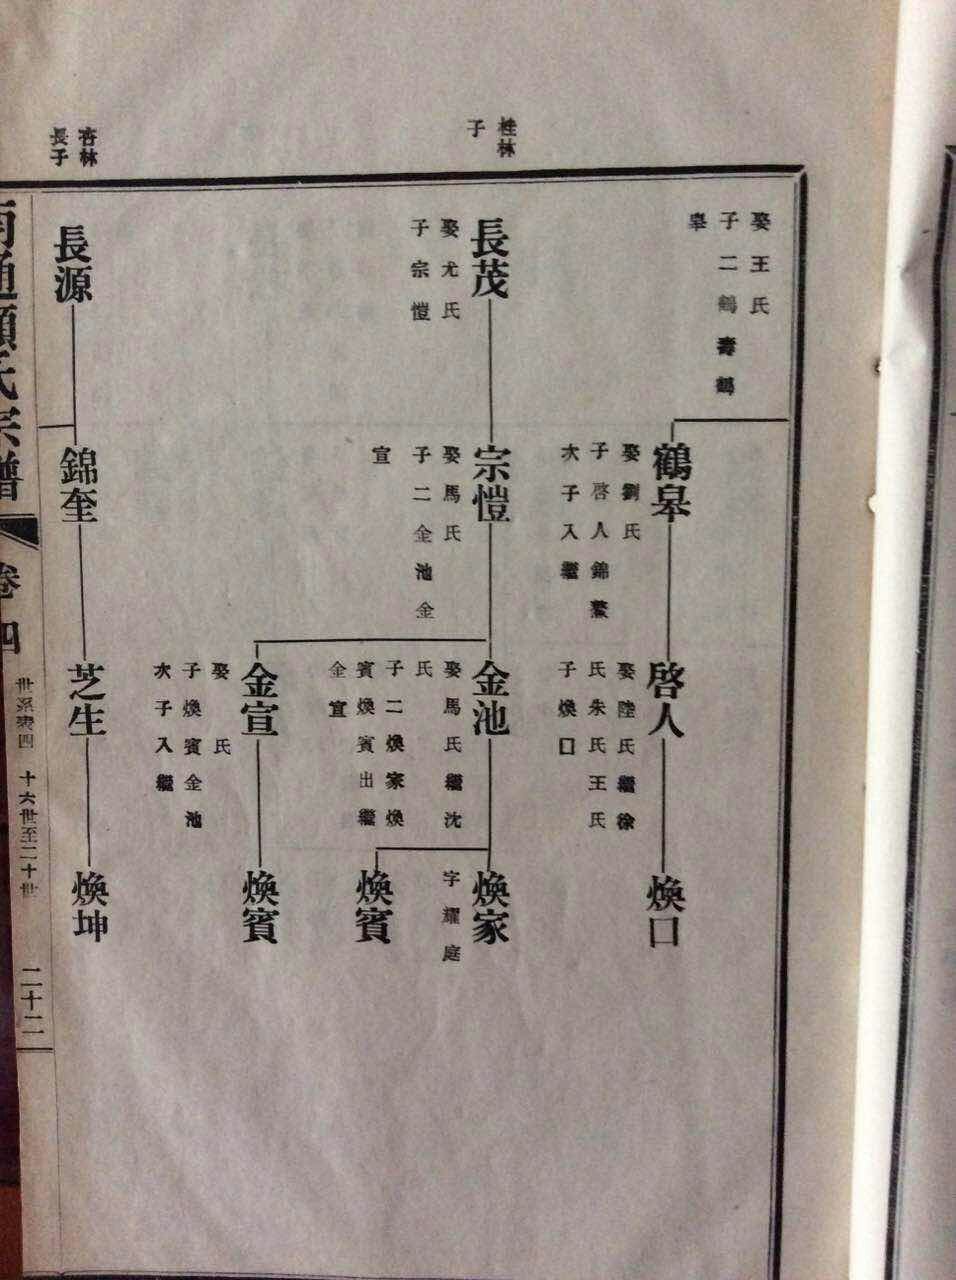 桂林
子
杏林
長子
娶王氏
子二鶴壽鶴
皋
長茂
娶尤氏
子宗愷
長源
鶴皋
娶劉氏
子啓人錦鰲
次子入繼
宗愷
娶馬氏
子二金池金
宣
錦奎
啓人
娶陸氏繼徐
氏朱氏王氏
子煥口
金池
娶馬氏繼沈
氏
子二煥家煥
賓煥賓出繼
金宣
金宣
娶 氏
子煥賓金池
次子入繼
芝生
煥口
煥家
字耀庭
煥賓
煥賓
煥坤
南通顧氏宗譜
卷四
世系表四 十六世至二十世
二十二